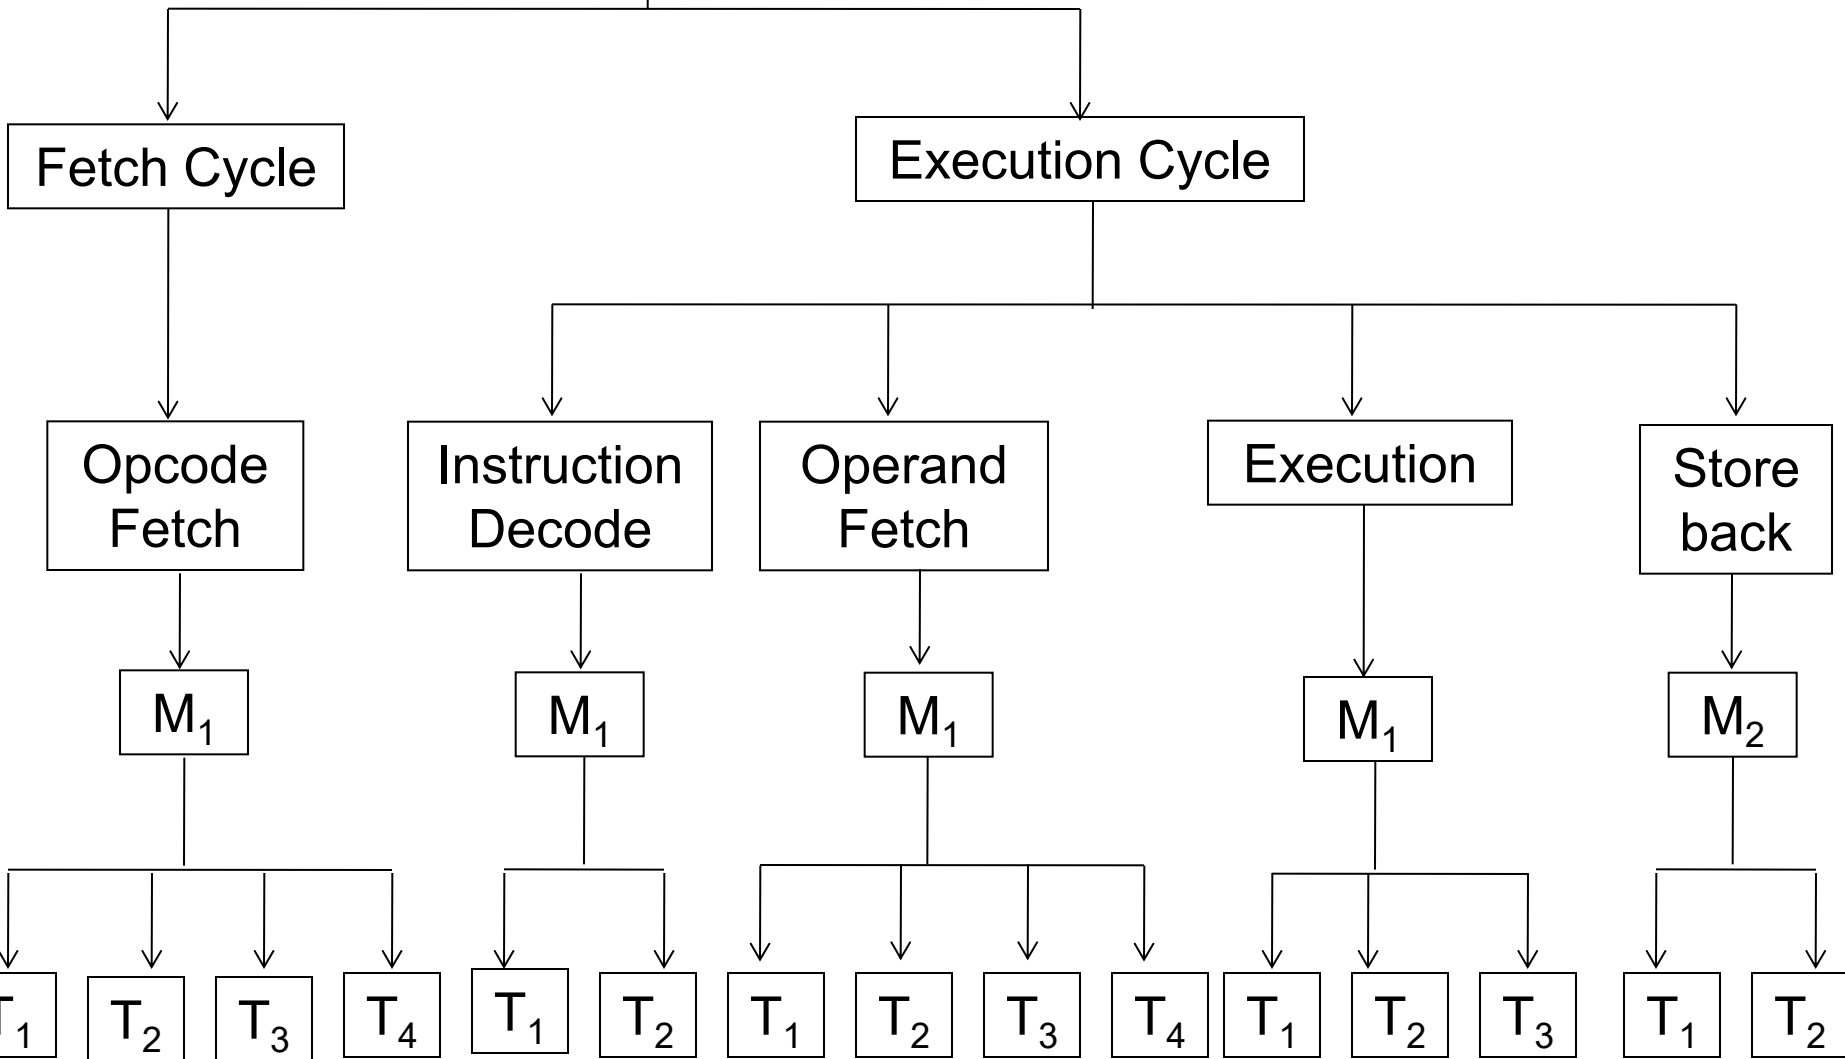 Fetch Cycle
Execution Cycle
Opcode
Fetch
Instruction
Decode
Operand
Fetch
Execution
Store
back
M₁
M₁
M₁
M₁
M₂
T₁
T₂
T₃
T₄
T₁
T₂
T₁
T₂
T₃
T₄
T₁
T₂
T₃
T₁
T₂